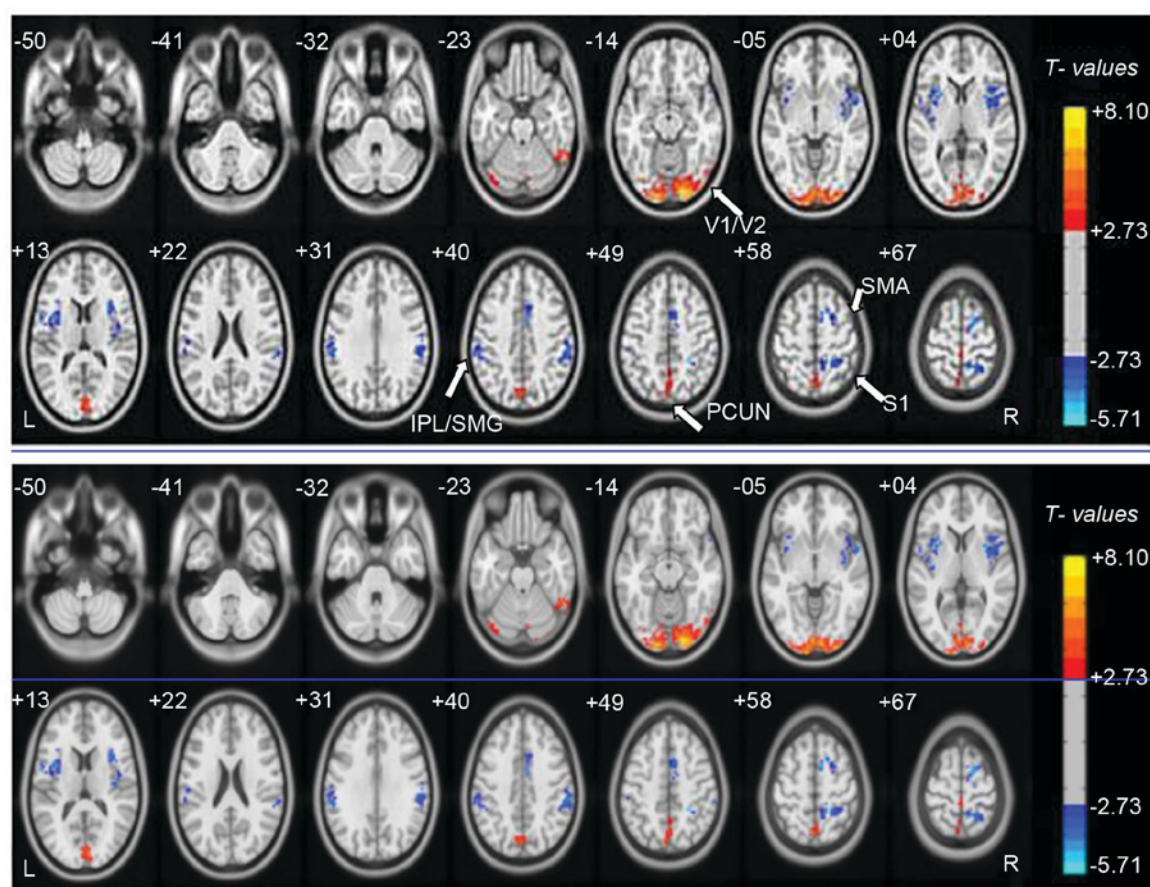 -50 -41 -32 -23 -14 -05 +04
T- values
+8.10
V1/V2
+2.73
+13 +22 +31 +40 +49 +58 +67
SMA
-2.73
IPL/SMG PCUN S1
L R
-5.71
-50 -41 -32 -23 -14 -05 +04
T- values
+8.10
+2.73
+13 +22 +31 +40 +49 +58 +67
-2.73
L R
-5.71